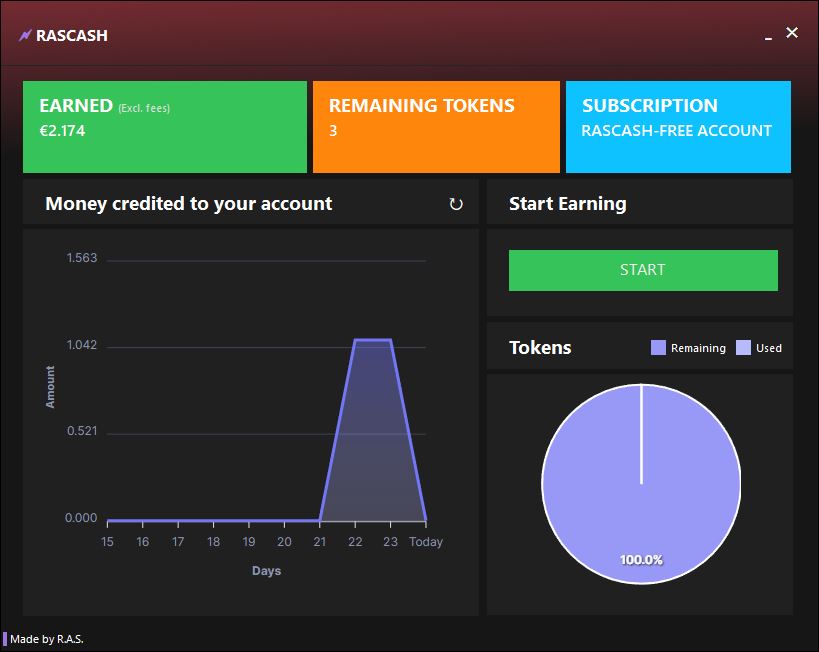 RASCASH
EARNED (Excl. fees)
€2.174
REMAINING TOKENS
3
SUBSCRIPTION
RASCASH-FREE ACCOUNT
Money credited to your account
Start Earning
START
1.563
1.042
0.521
0.000
Amount
15 16 17 18 19 20 21 22 23 Today
Days
Tokens
Remaining Used
100.0%
Made by R.A.S.